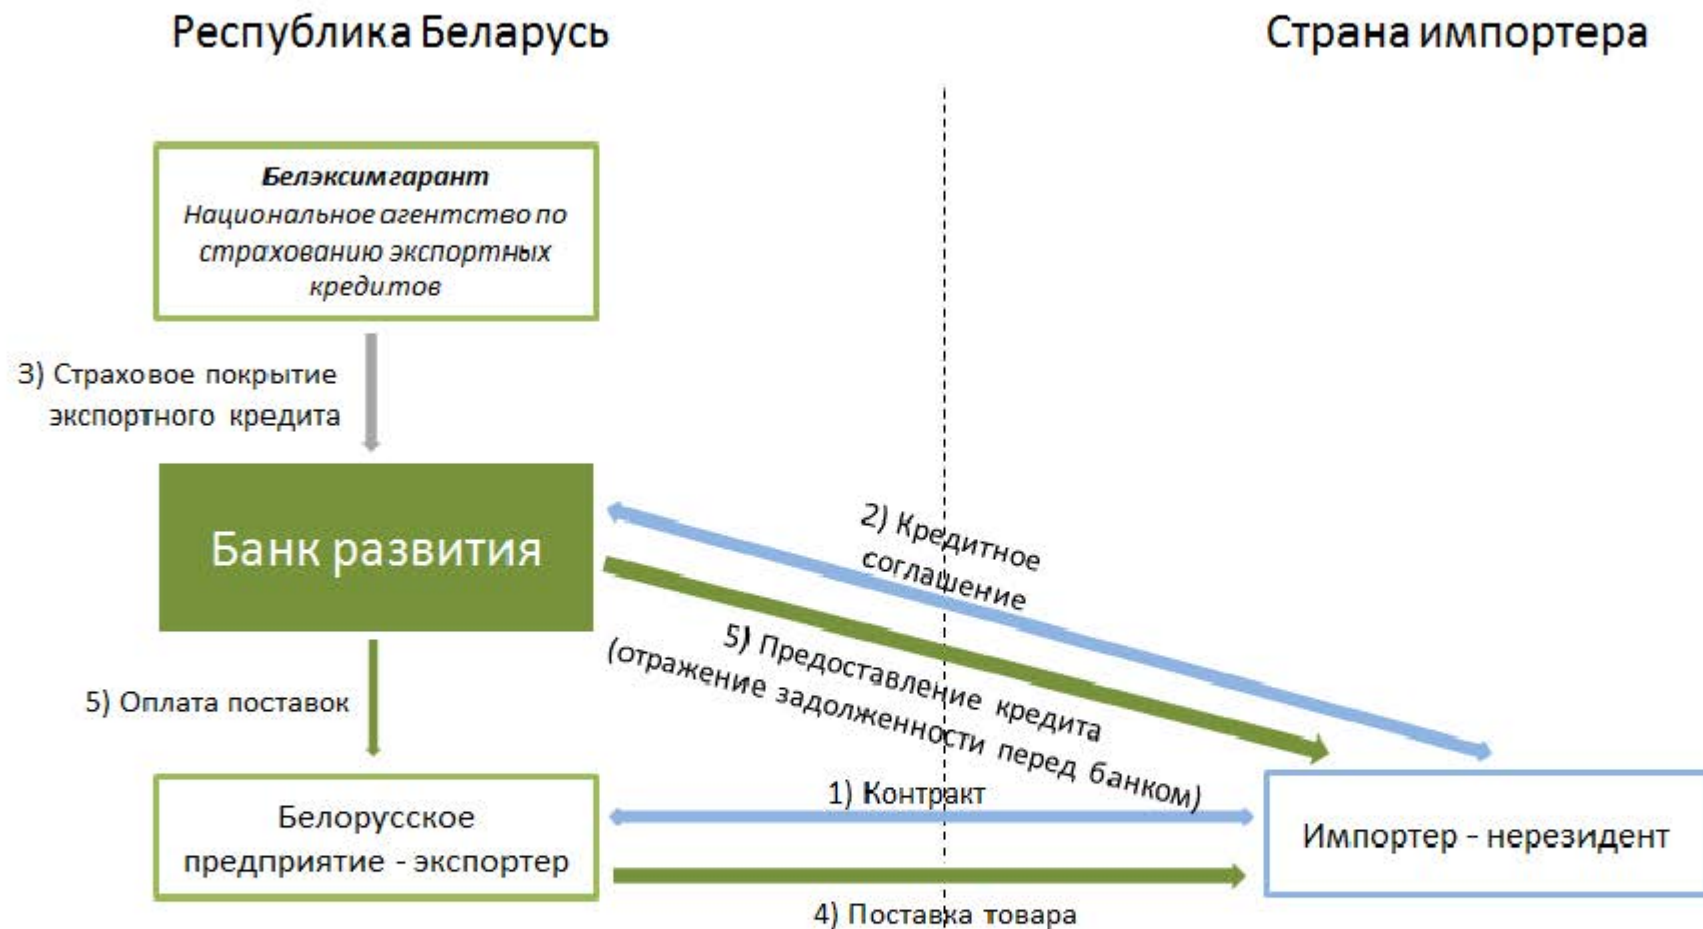 Республика Беларусь
Страна импортера
Белэксимгарант
Национальное агентство по
страхованию экспортных
кредитов
3) Страховое покрытие
экспортного кредита
Банк развития
2) Кредитное
соглашение
5) Предоставление кредита
(отражение задолженности перед банком)
5) Оплата поставок
1) Контракт
Белорусское
предприятие - экспортер
Импортер - нерезидент
4) Поставка товара